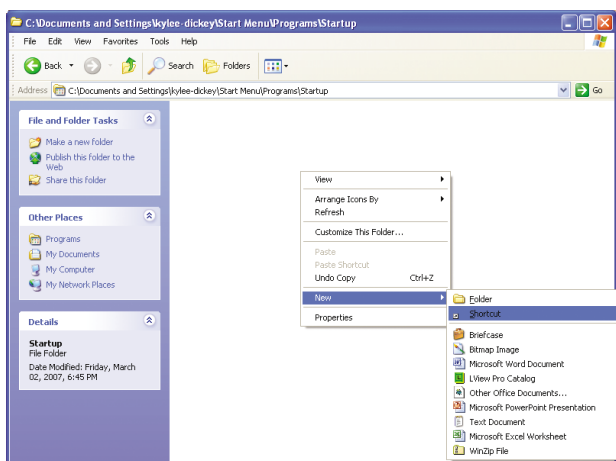 C:\Documents and Settings\kylee-dickey\Start Menu\Programs\Startup
File Edit View Favorites Tools Help
Back Search Folders
Address C:\Documents and Settings\kylee-dickey\Start Menu\Programs\Startup Go
File and Folder Tasks
Make a new folder
Publish this folder to the
Web
Share this folder
Other Places
Programs
My Documents
My Computer
My Network Places
Details
Startup
File Folder
Date Modified: Friday, March
02, 2007, 6:45 PM
View
Arrange Icons By
Refresh
Customize This Folder...
Paste
Paste Shortcut
Undo Copy Ctrl+Z
New
Properties
Folder
Shortcut
Briefcase
Bitmap Image
Microsoft Word Document
LView Pro Catalog
Other Office Documents...
Microsoft PowerPoint Presentation
Text Document
Microsoft Excel Worksheet
WinZip File